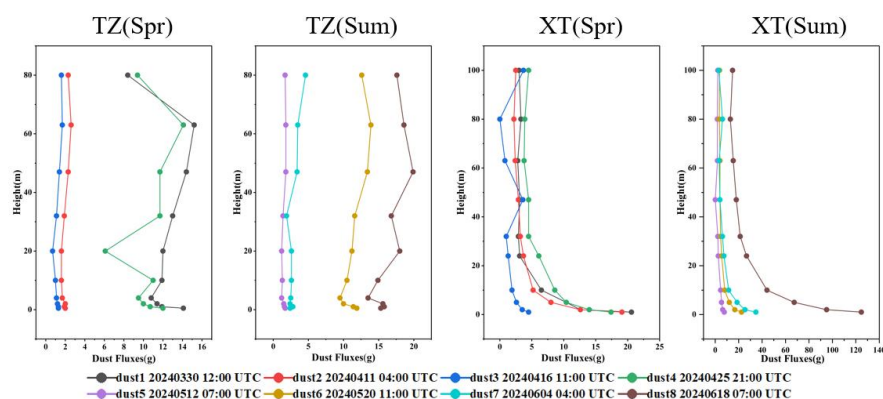 TZ(Spr) TZ(Sum) XT(Spr) XT(Sum)
Height(m)
80
60
40
20
0
0 2 4 6 8 10 12 14 16
Dust Fluxes(g)
Height(m)
80
60
40
20
0
0 5 10 15 20
Dust Fluxes(g)
Height(m)
100
80
60
40
20
0
0 5 10 15 20
Dust Fluxes(g)
Height(m)
100
80
60
40
20
0
0 20 40 60 80 100 120 140
Dust Fluxes(g)
dust1 20240330 12:00 UTC dust2 20240411 04:00 UTC dust3 20240416 11:00 UTC dust4 20240425 21:00 UTC
dust5 20240512 07:00 UTC dust6 20240520 11:00 UTC dust7 20240604 04:00 UTC dust8 20240618 07:00 UTC